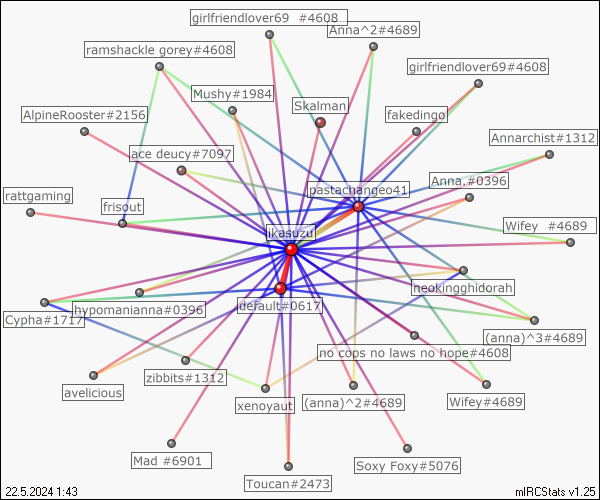 girlfriendlover69  #4608
Anna^2#4689
ramshackle gorey#4608
girlfriendlover69#4608
Mushy#1984
Skalman
AlpineRooster#2156
fakedingo
Annarchist#1312
ace deucy#7097
pastachangeo41
Anna.#0396
rattgaming
frisout
Wifey  #4689
ikasuzu
neokingghidorah
default#0617
hypomanianna#0396
Cypha#1717
(anna)^3#4689
no cops no laws no hope#4608
zibbits#1312
avelicious
xenoyaut
(anna)^2#4689
Wifey#4689
Mad #6901
Soxy Foxy#5076
Toucan#2473
22.5.2024 1:43
mIRCStats v1.25